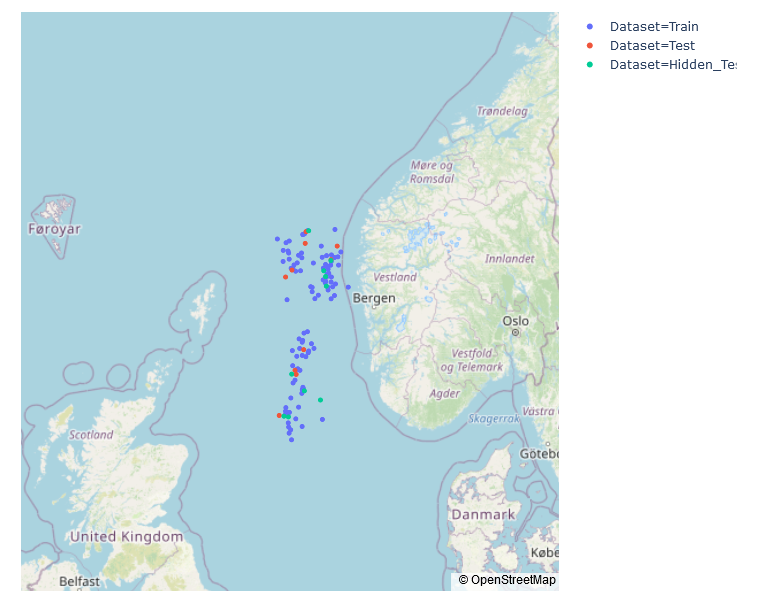 Dataset=Train
Dataset=Test
Dataset=Hidden_Tes
Trøndelag
Møre og
Romsdal
Føroyar
Innlandet
Vestland
Bergen
Oslo
Vestfold
og Telemark
Agder
Skagerrak
Västra G
Scotland
Götebo
Danmark
United Kingdom
Købe
Belfast
© OpenStreetMap